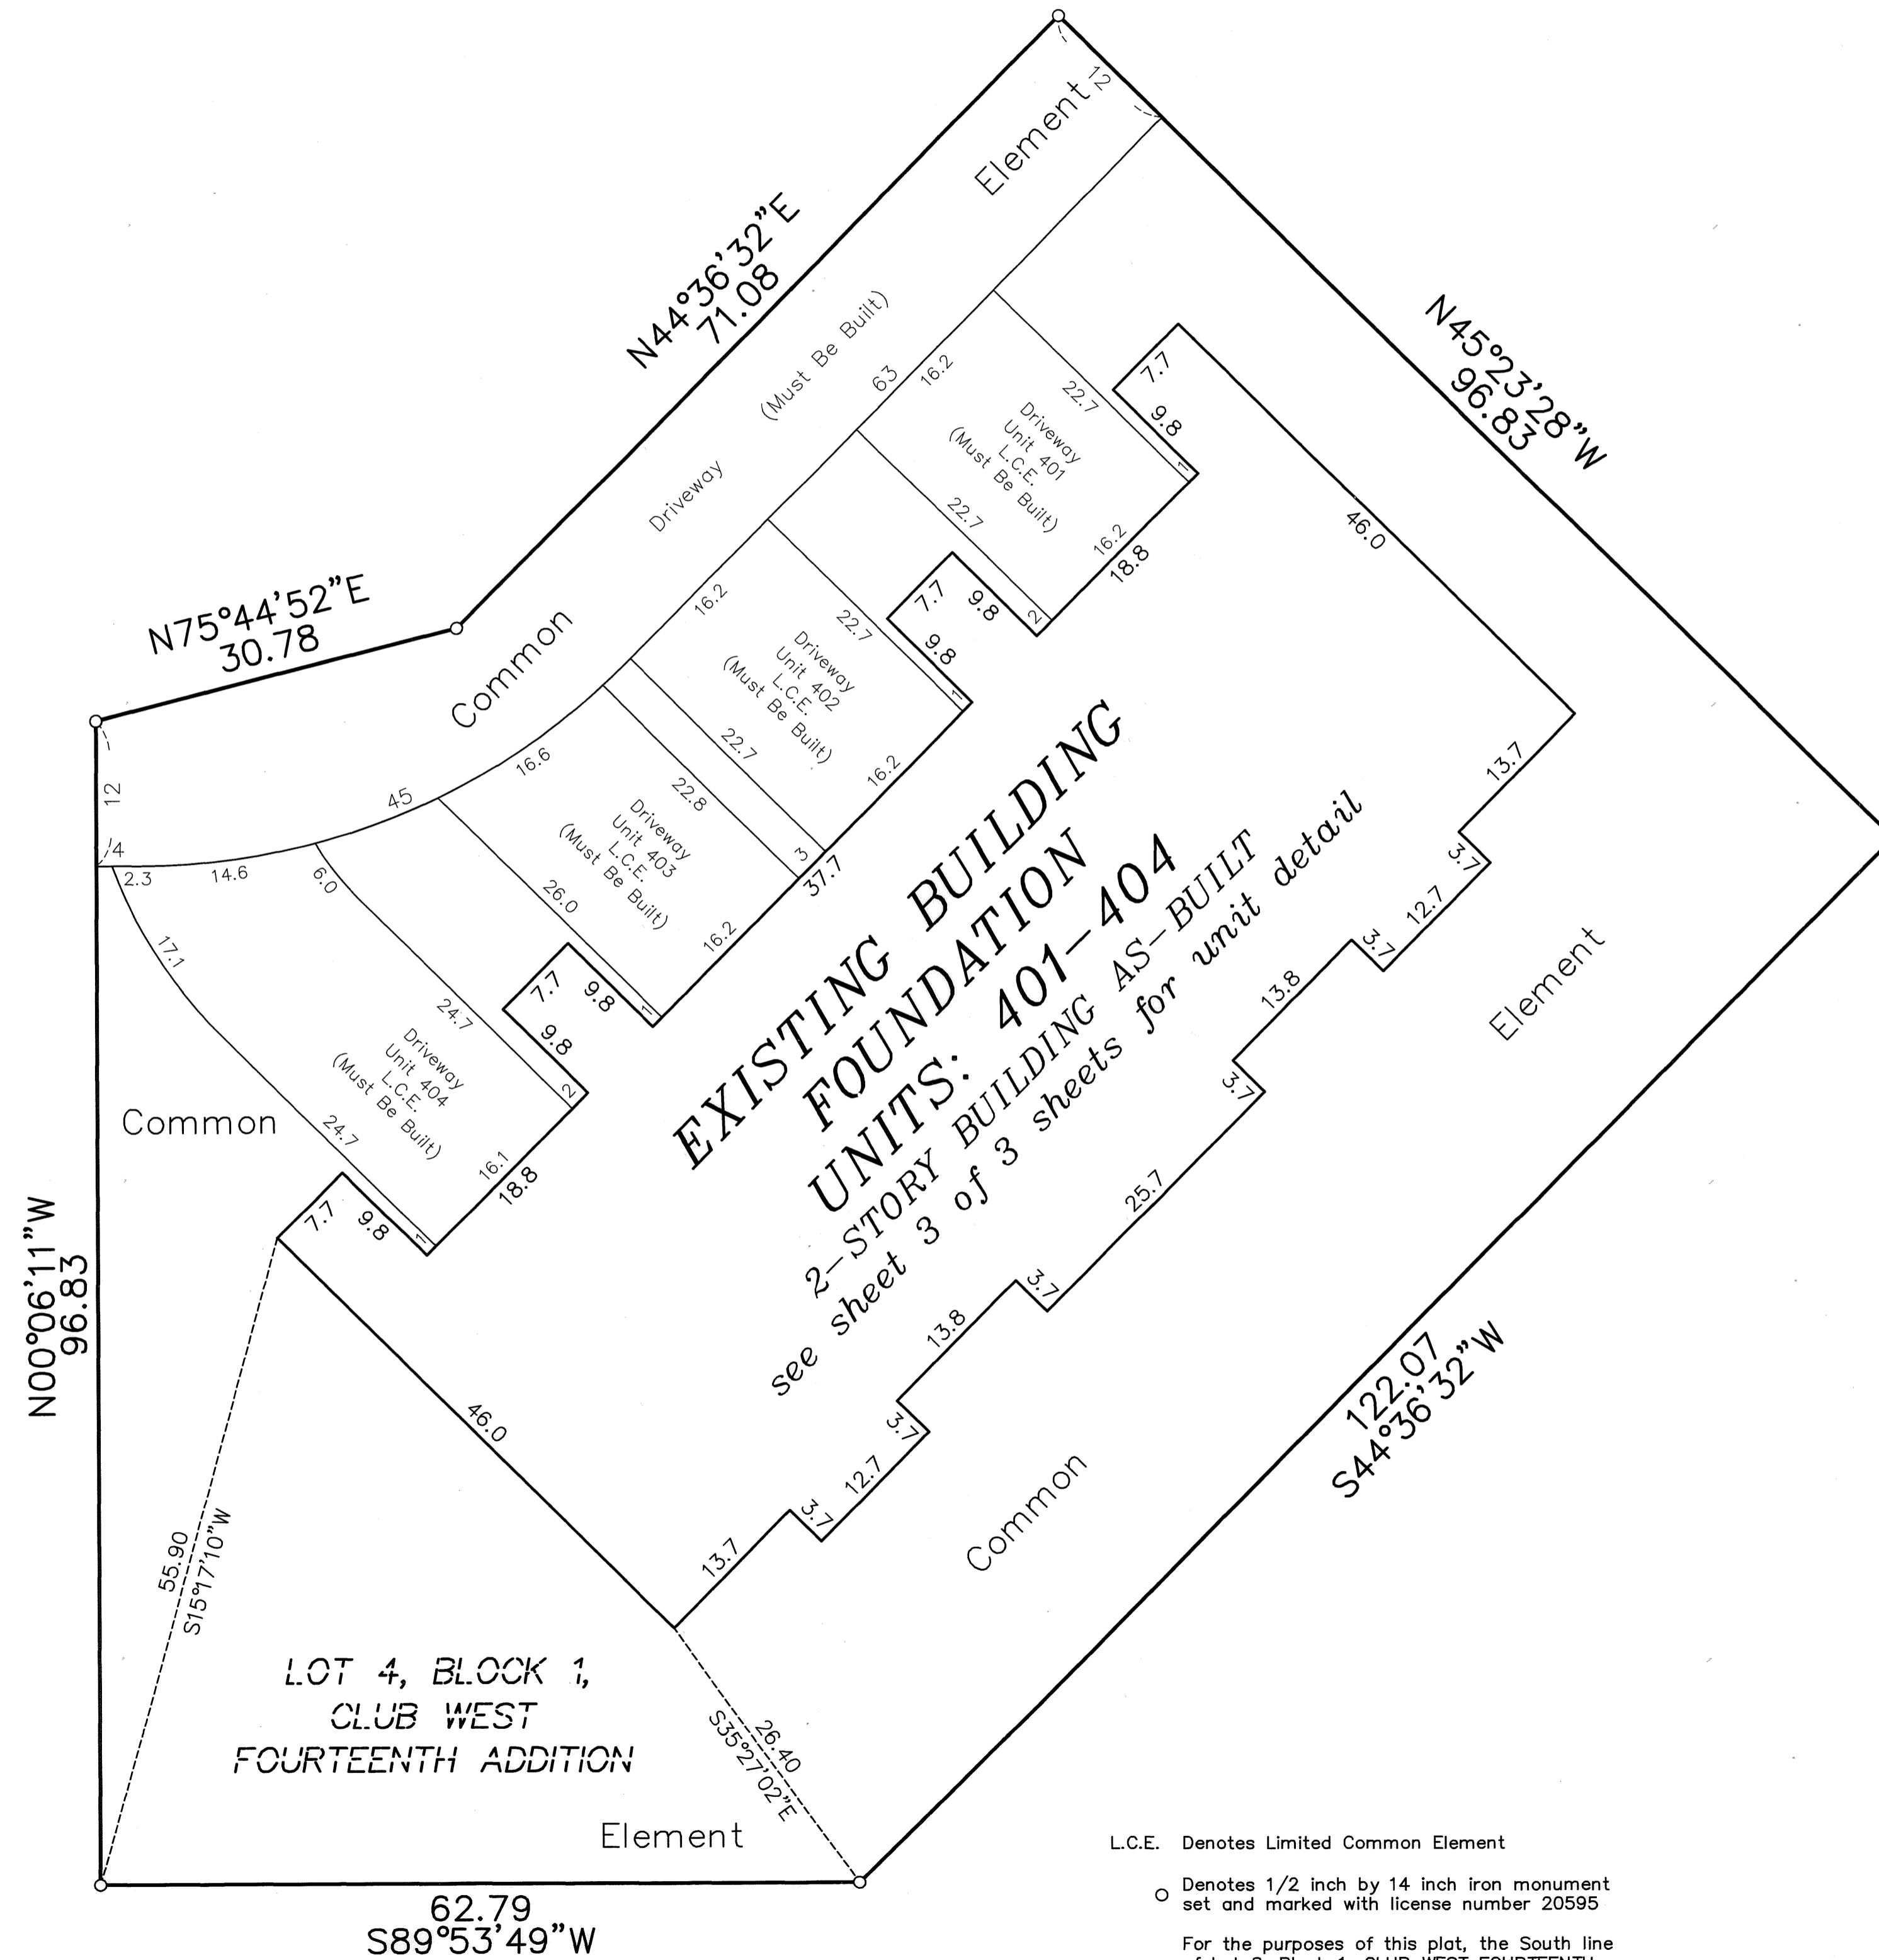 Element
12
N44°36'32"E
71.08
(Must Be Built)
63
16.2
22.7
7.7
9.8
1
Driveway
Unit 401
L.C.E.
(Must Be Built)
N45°23'28"W
96.83
46.0
Driveway
22.7
16.2
18.8
2
9.8
7.7
9.8
1
N75°44'52"E
30.78
Common
16.2
22.7
Driveway
Unit 402
L.C.E.
(Must Be Built)
22.7
16.2
3
37.7
13.7
3.7
12.7
3.7
13.8
3.7
Element
12
4
2.3
14.6
45
16.6
22.8
Driveway
Unit 403
L.C.E.
(Must Be Built)
26.0
16.2
1
9.8
7.7
9.8
2
6.0
17.1
24.7
Driveway
Unit 404
L.C.E.
(Must Be Built)
24.7
16.1
18.8
1
9.8
7.7
EXISTING BUILDING
FOUNDATION
UNITS: 401-404
2-STORY BUILDING AS-BUILT
see sheet 3 of 3 sheets for unit detail
Common
N00°06'11"W
96.83
25.7
3.7
13.8
3.7
12.7
3.7
13.7
46.0
122.07
S44°36'32"W
Common
55.90
S15°17'10"W
26.40
S35°27'02"E
LOT 4, BLOCK 1,
CLUB WEST
FOURTEENTH ADDITION
Element
62.79
S89°53'49"W
L.C.E. Denotes Limited Common Element
Denotes 1/2 inch by 14 inch iron monument
set and marked with license number 20595
For the purposes of this plat, the South line